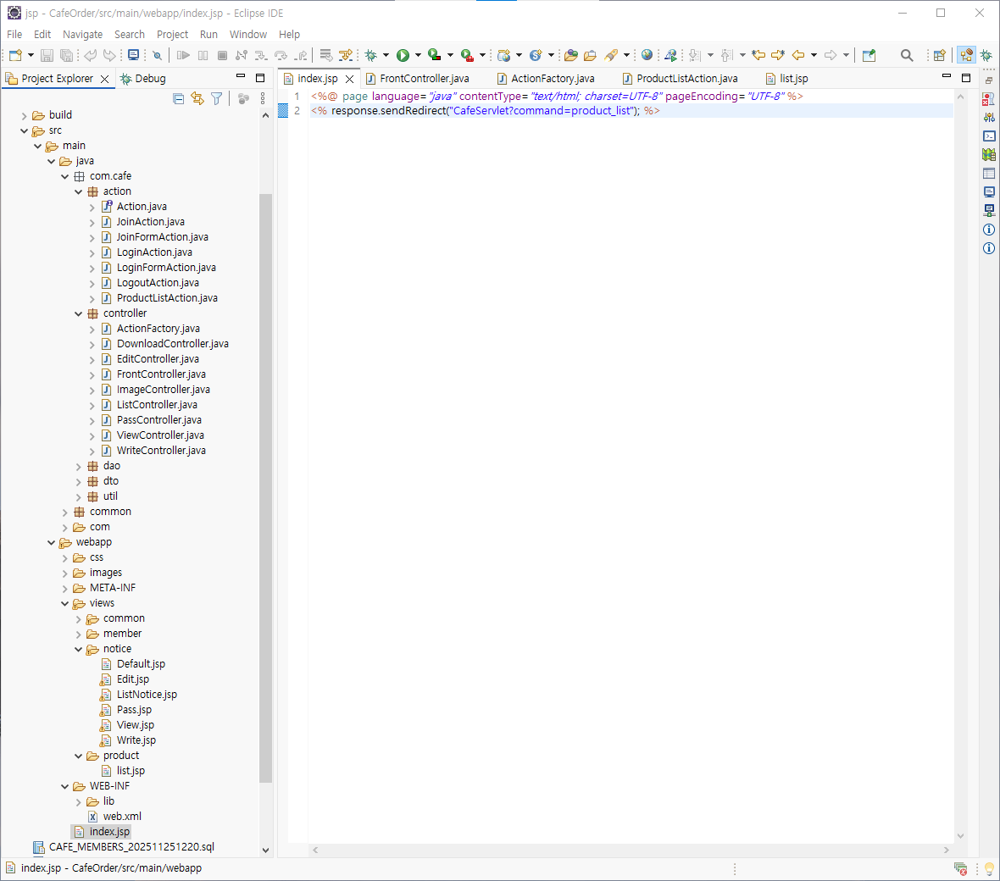 jsp - CafeOrder/src/main/webapp/index.jsp - Eclipse IDE
File Edit Navigate Search Project Run Window Help
Project Explorer Debug
index.jsp FrontController.java ActionFactory.java ProductListAction.java list.jsp
1 <%@ page language="java" contentType="text/html; charset=UTF-8" pageEncoding="UTF-8" %>
2 <% response.sendRedirect("CafeServlet?command=product_list"); %>
build
src
main
java
com.cafe
action
Action.java
JoinAction.java
JoinFormAction.java
LoginAction.java
LoginFormAction.java
LogoutAction.java
ProductListAction.java
controller
ActionFactory.java
DownloadController.java
EditController.java
FrontController.java
ImageController.java
ListController.java
PassController.java
ViewController.java
WriteController.java
dao
dto
util
common
com
webapp
css
images
META-INF
views
common
member
notice
Default.jsp
Edit.jsp
ListNotice.jsp
Pass.jsp
View.jsp
Write.jsp
product
list.jsp
WEB-INF
lib
web.xml
index.jsp
CAFE_MEMBERS_202511251220.sql
index.jsp - CafeOrder/src/main/webapp